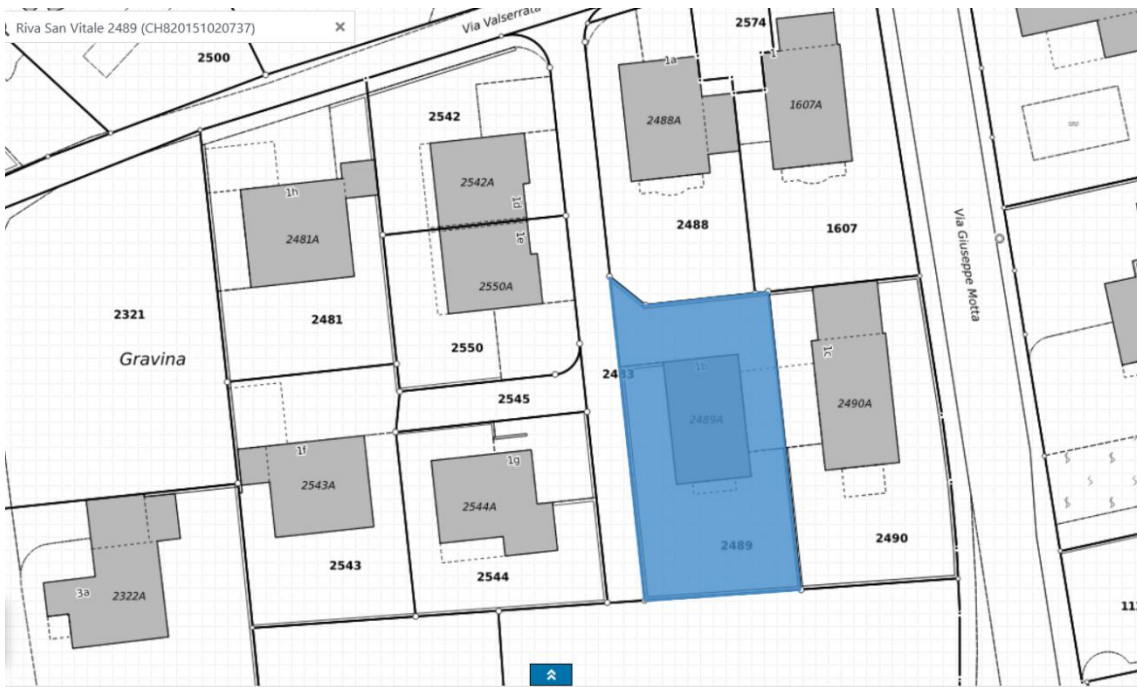 Riva San Vitale 2489 (CH820151020737)
Via Valserrata
2574
2500
1a
1
2542
2488A
1607A
2542A
1h
1d
2488
1607
2481A
1e
Via Giuseppe Motta
2550A
2321
2481
Gravina
2550
1c
2483
1b
2545
2490A
2489A
1f
1g
2543A
2544A
2490
2489
2543
2544
3a
2322A